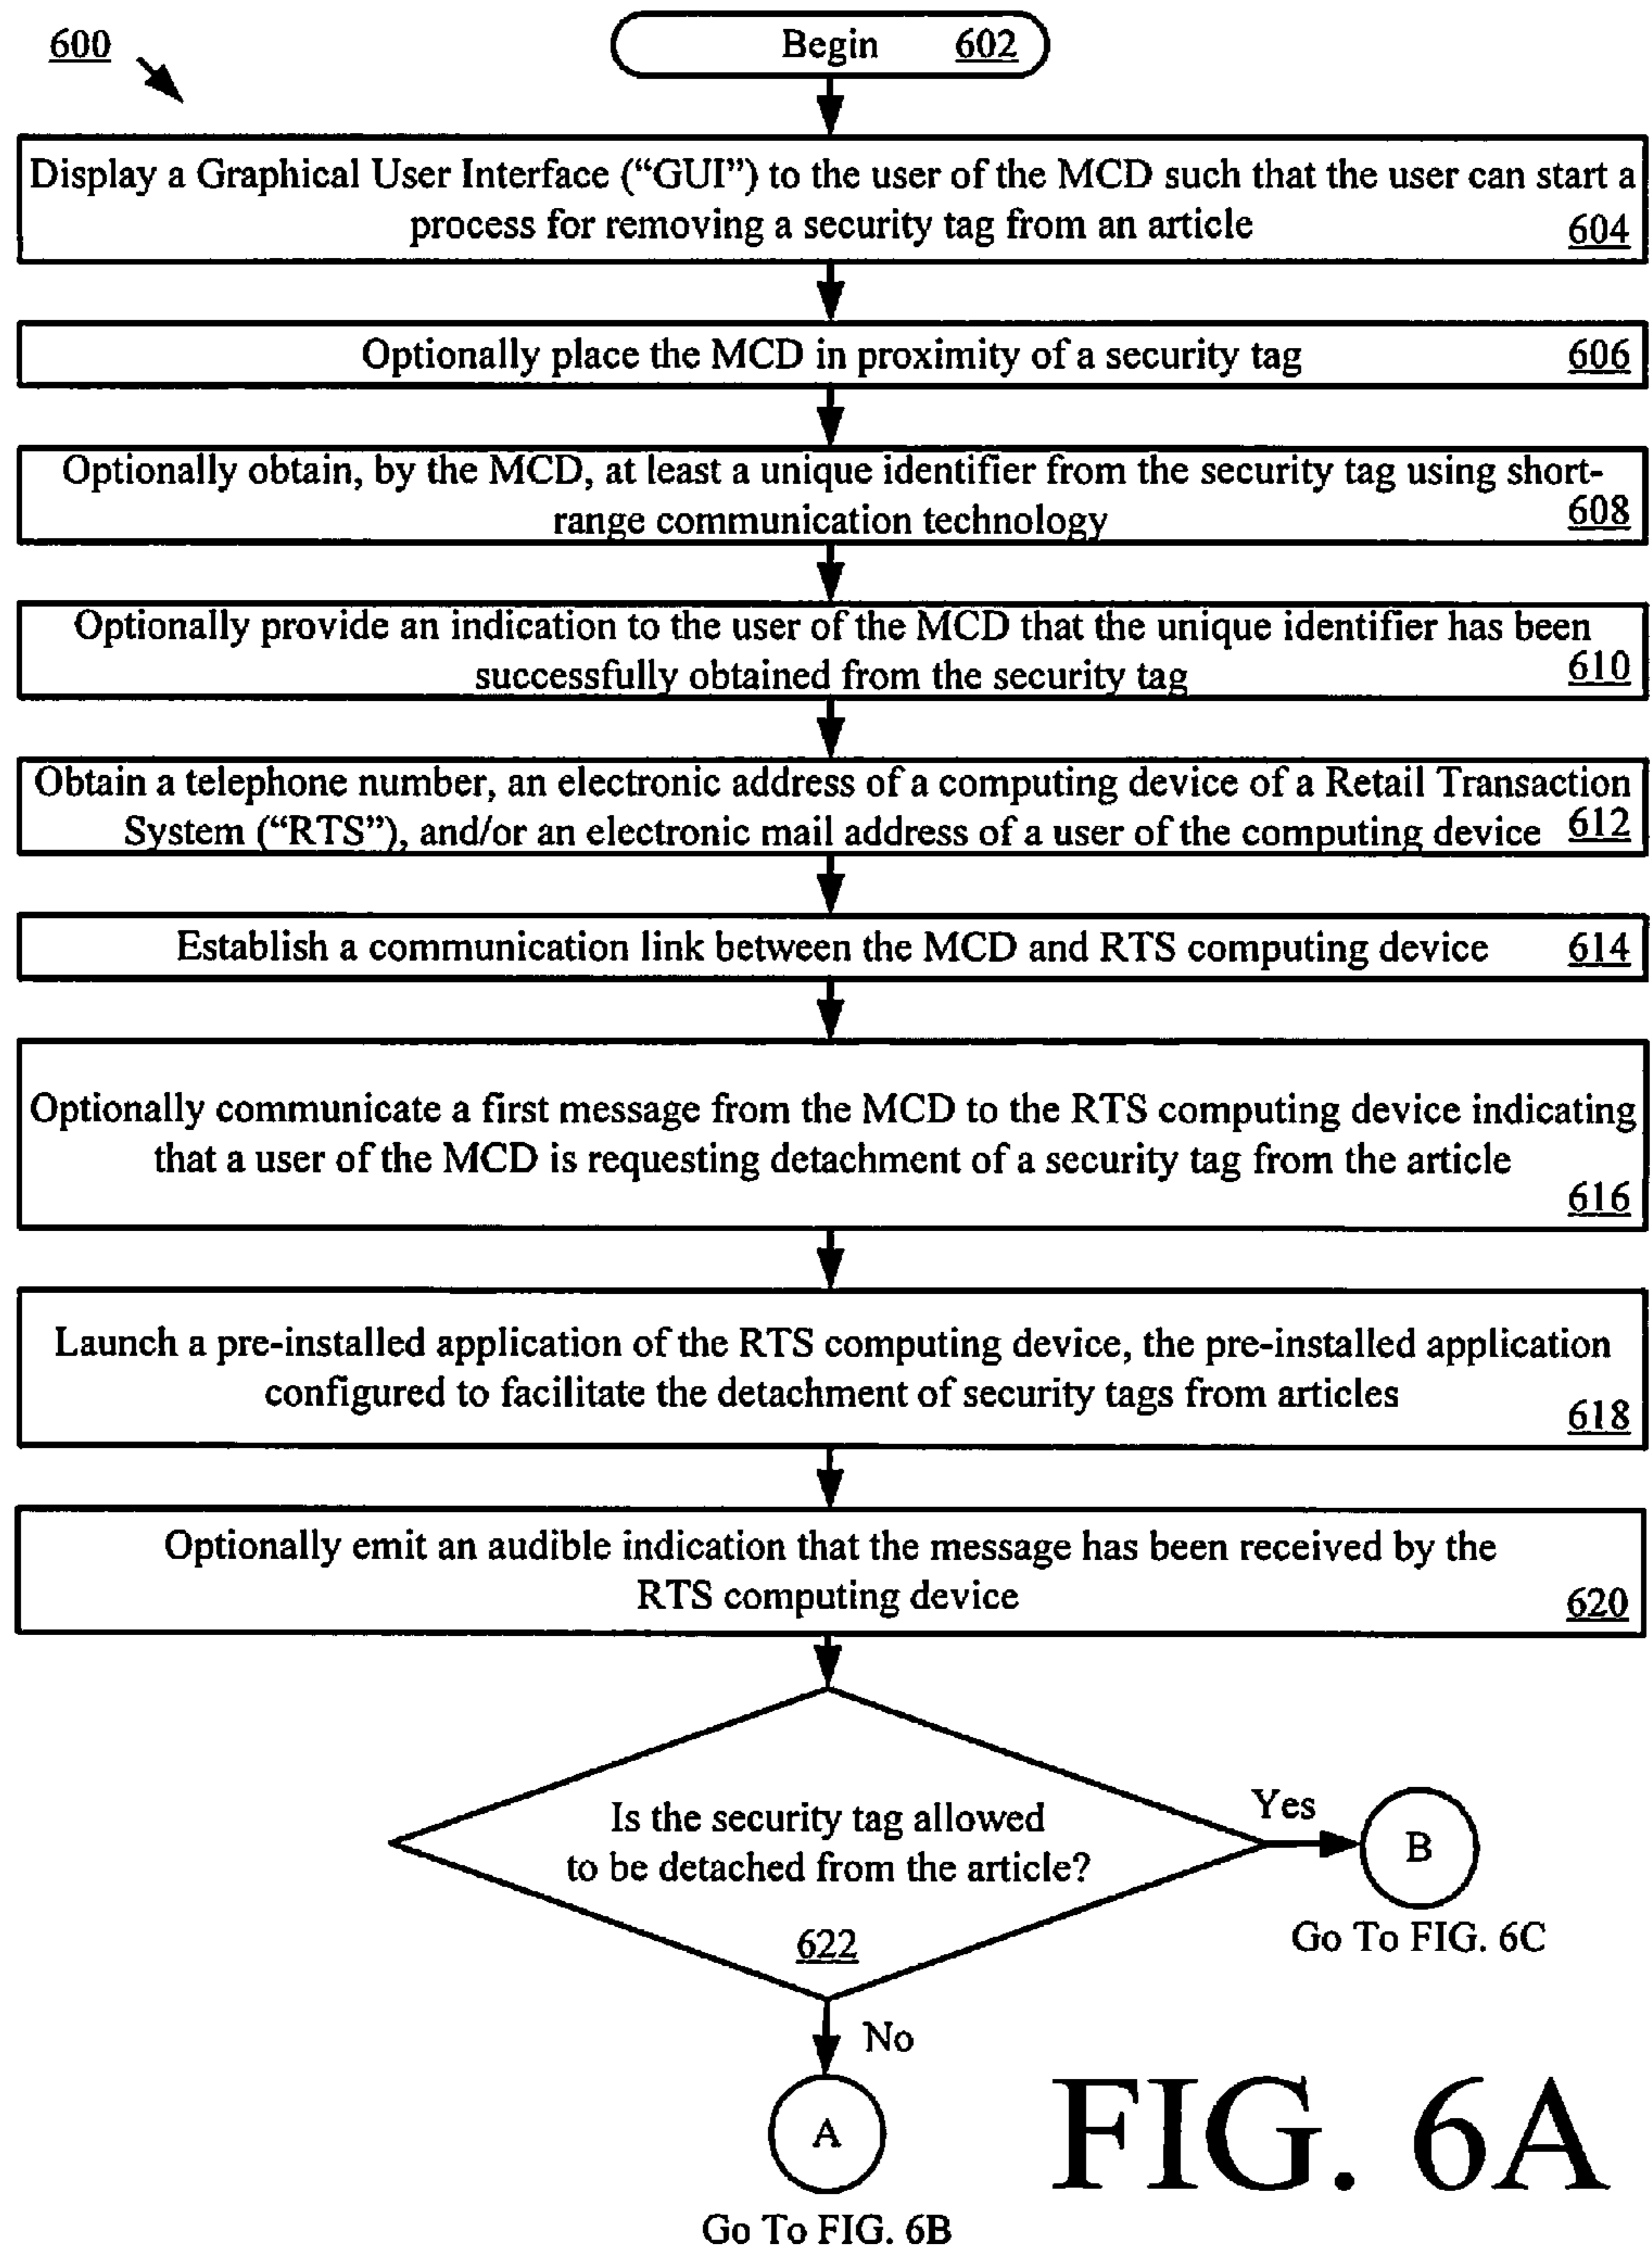 600
Begin 602
Display a Graphical User Interface (“GUI”) to the user of the MCD such that the user can start a
process for removing a security tag from an article 604
Optionally place the MCD in proximity of a security tag 606
Optionally obtain, by the MCD, at least a unique identifier from the security tag using short-
range communication technology 608
Optionally provide an indication to the user of the MCD that the unique identifier has been
successfully obtained from the security tag 610
Obtain a telephone number, an electronic address of a computing device of a Retail Transaction
System (“RTS”), and/or an electronic mail address of a user of the computing device 612
Establish a communication link between the MCD and RTS computing device 614
Optionally communicate a first message from the MCD to the RTS computing device indicating
that a user of the MCD is requesting detachment of a security tag from the article
616
Launch a pre-installed application of the RTS computing device, the pre-installed application
configured to facilitate the detachment of security tags from articles
618
Optionally emit an audible indication that the message has been received by the
RTS computing device 620
Is the security tag allowed
to be detached from the article?
622
Yes
B
Go To FIG. 6C
No
A
Go To FIG. 6B
FIG. 6A